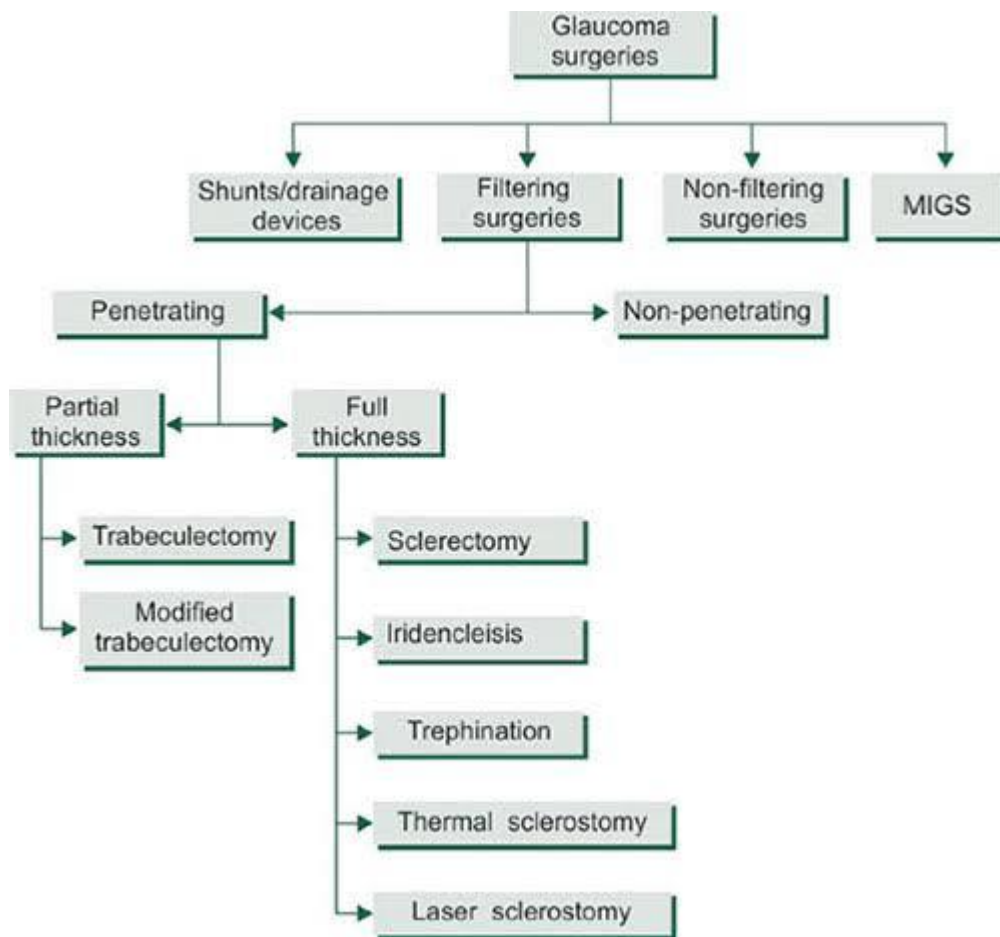 Glaucoma
surgeries
Shunts/drainage
devices
Filtering
surgeries
Non-filtering
surgeries
MIGS
Penetrating
Non-penetrating
Partial
thickness
Full
thickness
Trabeculectomy
Modified
trabeculectomy
Sclerectomy
Iridencleisis
Trephination
Thermal sclerostomy
Laser sclerostomy